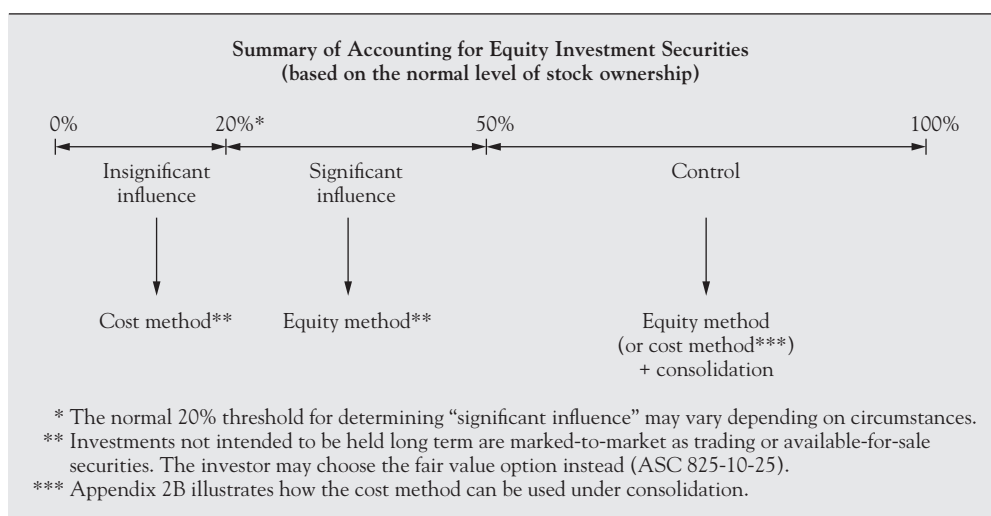 Summary of Accounting for Equity Investment Securities
(based on the normal level of stock ownership)
0% 20%* 50% 100%
Insignificant influence
Significant influence
Control
Cost method**
Equity method**
Equity method
(or cost method***)
+ consolidation
* The normal 20% threshold for determining “significant influence” may vary depending on circumstances.
** Investments not intended to be held long term are marked-to-market as trading or available-for-sale
securities. The investor may choose the fair value option instead (ASC 825-10-25).
*** Appendix 2B illustrates how the cost method can be used under consolidation.